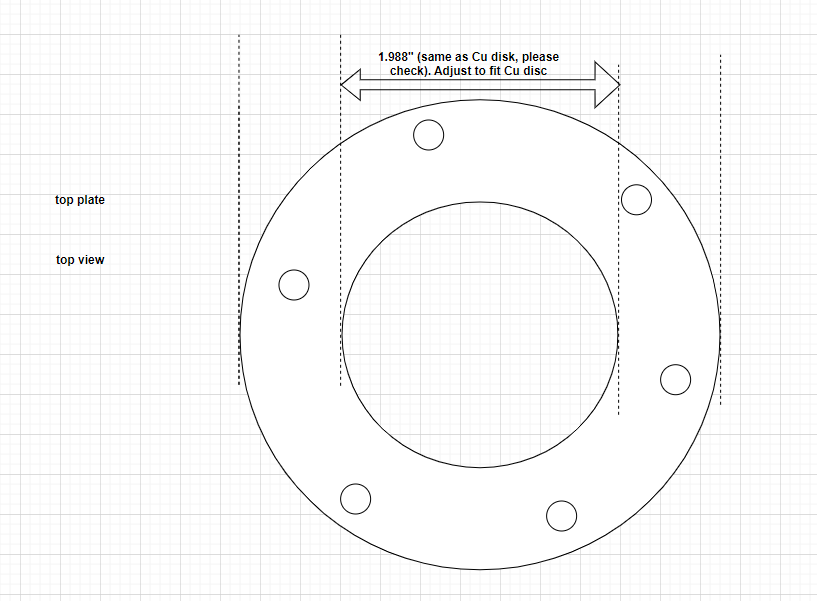 1.988" (same as Cu disk, please
check). Adjust to fit Cu disc
top plate
top view